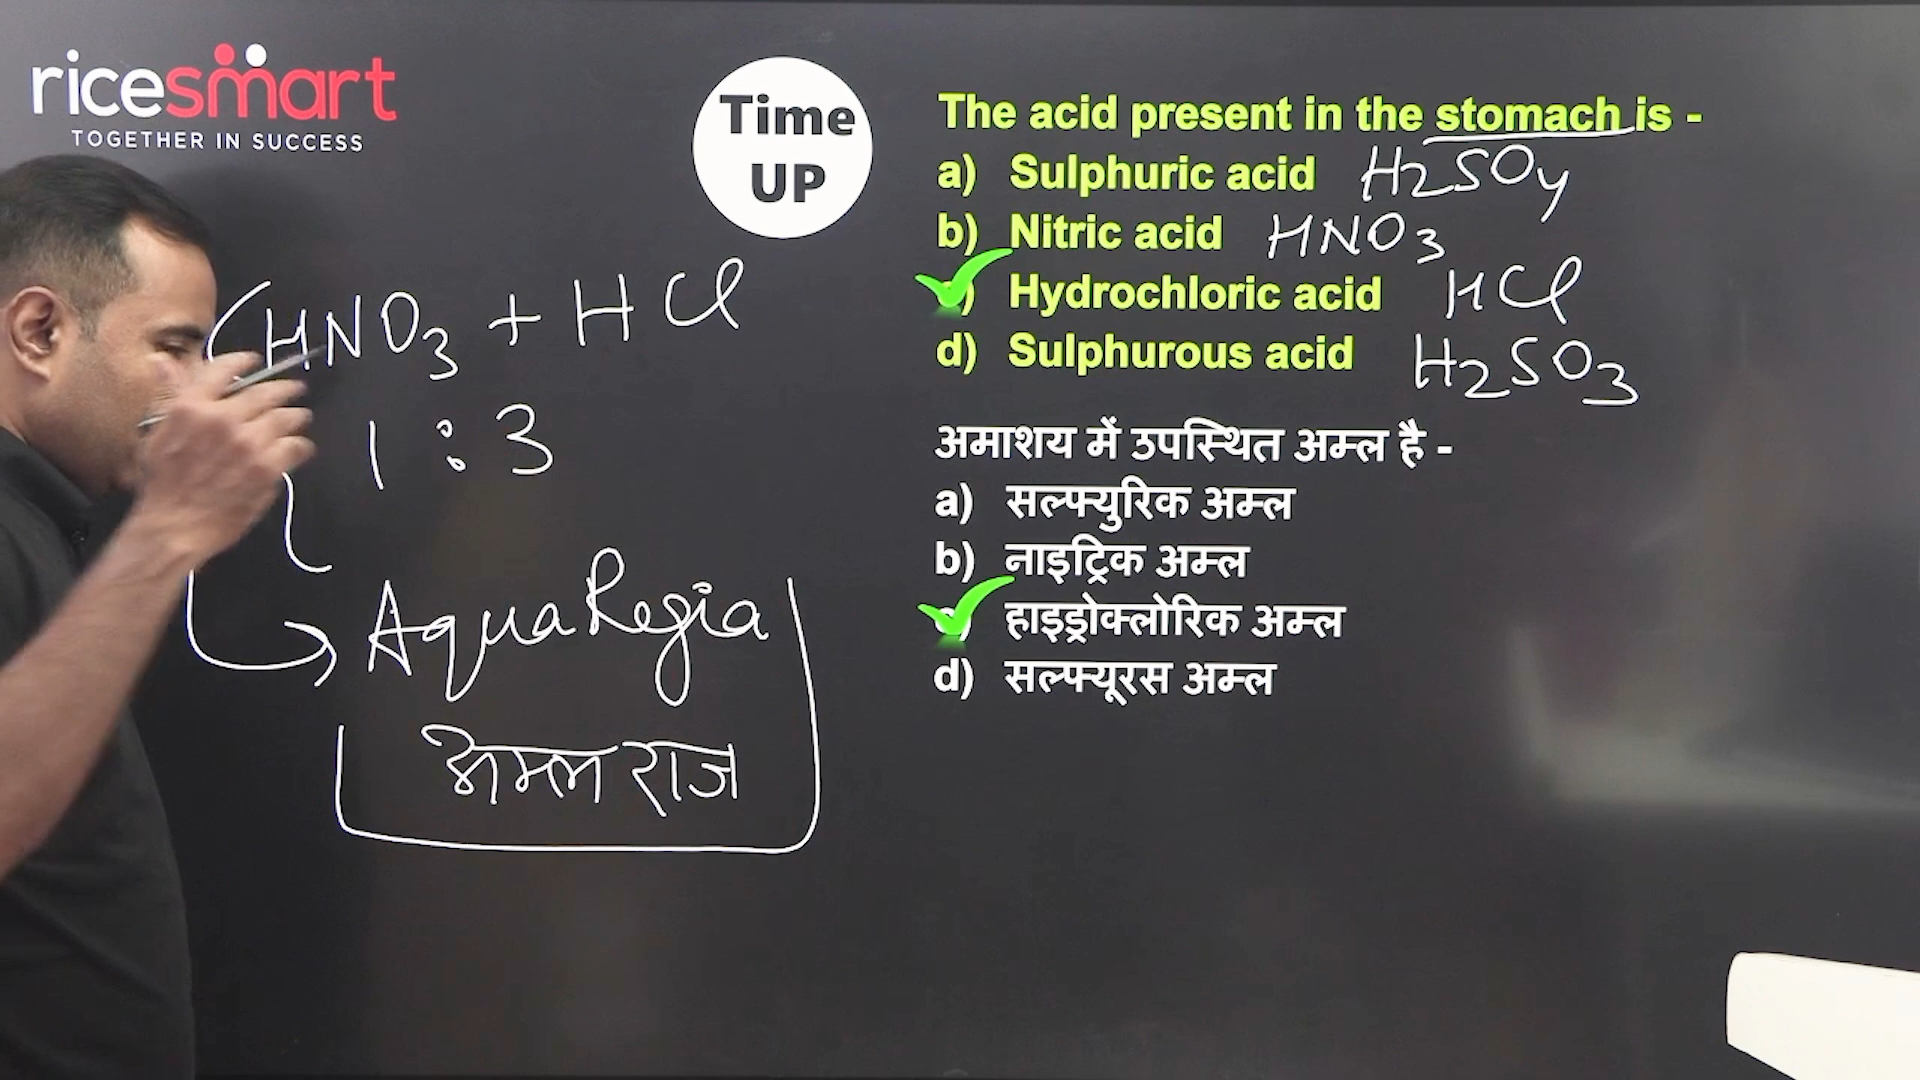 ricesmart
TOGETHER IN SUCCESS
Time
UP
HNO3 + HCl
1 : 3
Aqua Regia
अम्लराज
The acid present in the stomach is -
a) Sulphuric acid H2SO4
b) Nitric acid HNO3
Hydrochloric acid HCl
d) Sulphurous acid H2SO3
अमाशय में उपस्थित अम्ल है -
a) सल्फ्युरिक अम्ल
b) नाइट्रिक अम्ल
हाइड्रोक्लोरिक अम्ल
d) सल्फ्यूरस अम्ल